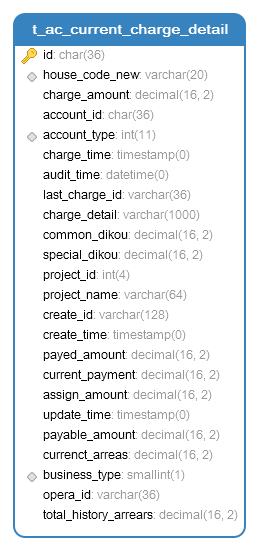 t_ac_current_charge_detail
id: char(36)
house_code_new: varchar(20)
charge_amount: decimal(16, 2)
account_id: char(36)
account_type: int(11)
charge_time: timestamp(0)
audit_time: datetime(0)
last_charge_id: varchar(36)
charge_detail: varchar(1000)
common_dikou: decimal(16, 2)
special_dikou: decimal(16, 2)
project_id: int(4)
project_name: varchar(64)
create_id: varchar(128)
create_time: timestamp(0)
payed_amount: decimal(16, 2)
current_payment: decimal(16, 2)
assign_amount: decimal(16, 2)
update_time: timestamp(0)
payable_amount: decimal(16, 2)
currenct_arreas: decimal(16, 2)
business_type: smallint(1)
opera_id: varchar(36)
total_history_arrears: decimal(16, 2)